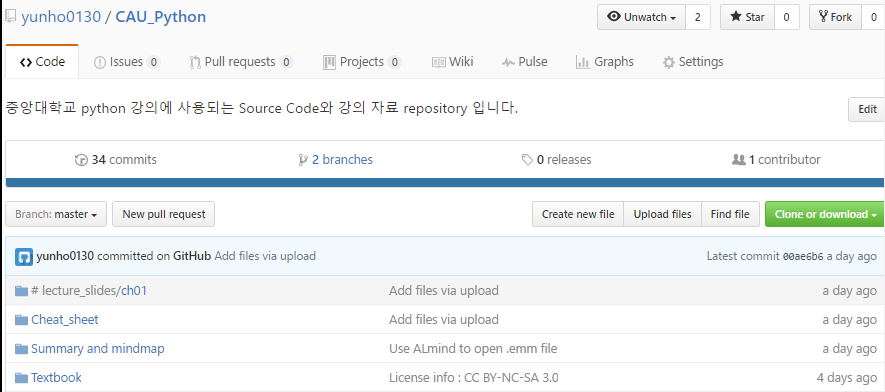 yunho0130 / CAU_Python Unwatch 2 Star 0 Fork 0
Code Issues 0 Pull requests 0 Projects 0 Wiki Pulse Graphs Settings
중앙대학교 python 강의에 사용되는 Source Code와 강의 자료 repository 입니다. Edit
34 commits 2 branches 0 releases 1 contributor
Branch: master New pull request Create new file Upload files Find file Clone or download
yunho0130 committed on GitHub Add files via upload Latest commit 00ae6b6 a day ago
# lecture_slides/ch01 Add files via upload a day ago
Cheat_sheet Add files via upload a day ago
Summary and mindmap Use ALmind to open .emm file a day ago
Textbook License info : CC BY-NC-SA 3.0 4 days ago